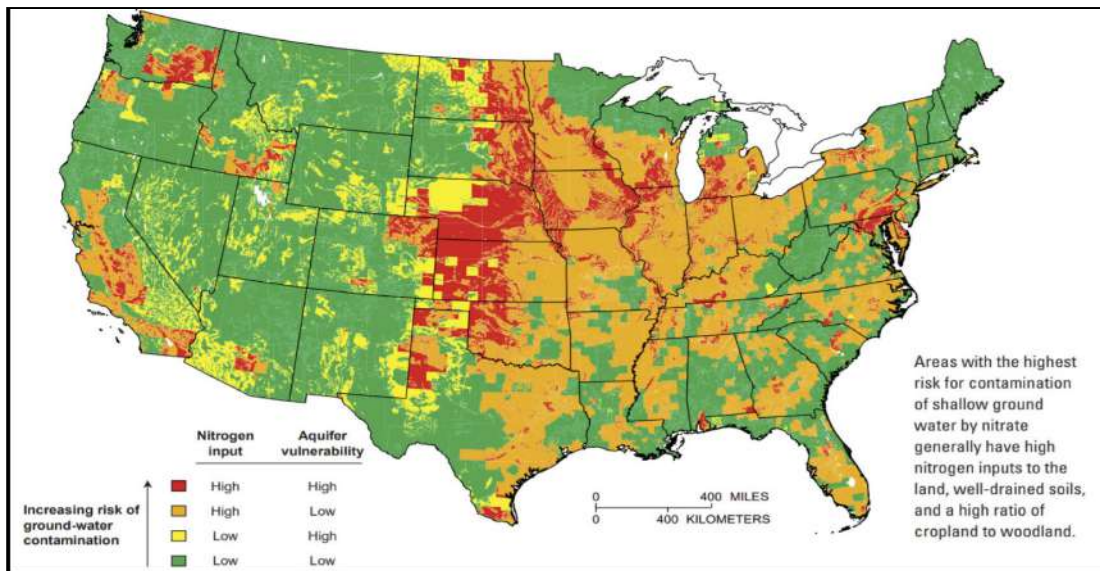 Areas with the highest
risk for contamination
of shallow ground
water by nitrate
generally have high
nitrogen inputs to the
land, well-drained soils,
and a high ratio of
cropland to woodland.
Nitrogen input Aquifer vulnerability
High High
High Low
Low High
Low Low
Increasing risk of
ground-water
contamination
0 400 MILES
0 400 KILOMETERS